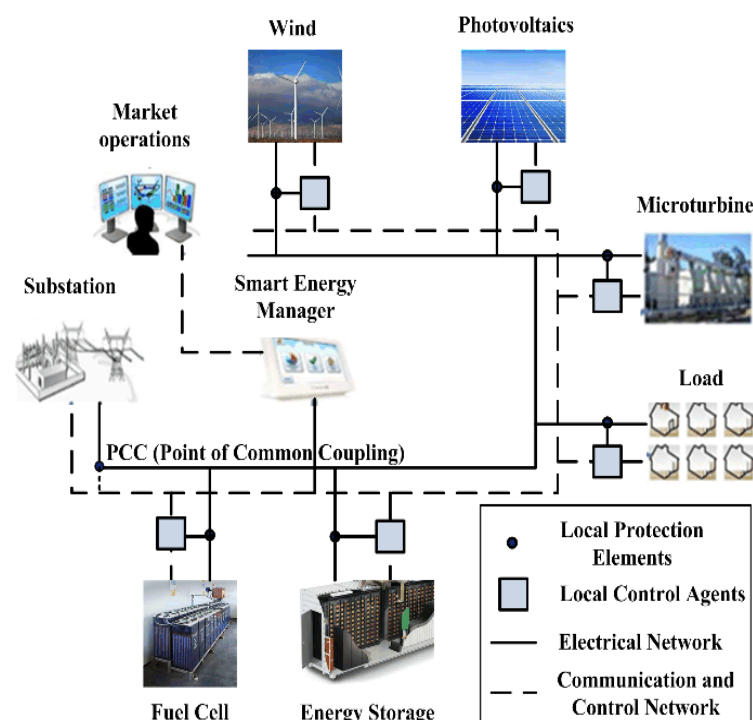 Wind
Photovoltaics
Market
operations
Microturbine
Substation
Smart Energy
Manager
Load
PCC (Point of Common Coupling)
Local Protection
Elements
Local Control Agents
Electrical Network
Communication and
Control Network
Fuel Cell
Energy Storage